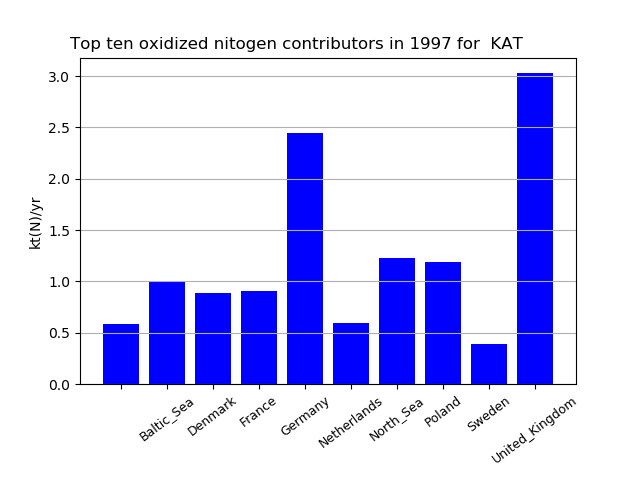 Top ten oxidized nitogen contributors in 1997 for  KAT
kt(N)/yr
3.0
2.5
2.0
1.5
1.0
0.5
0.0
Baltic_Sea
Denmark
France
Germany
Netherlands
North_Sea
Poland
Sweden
United_Kingdom